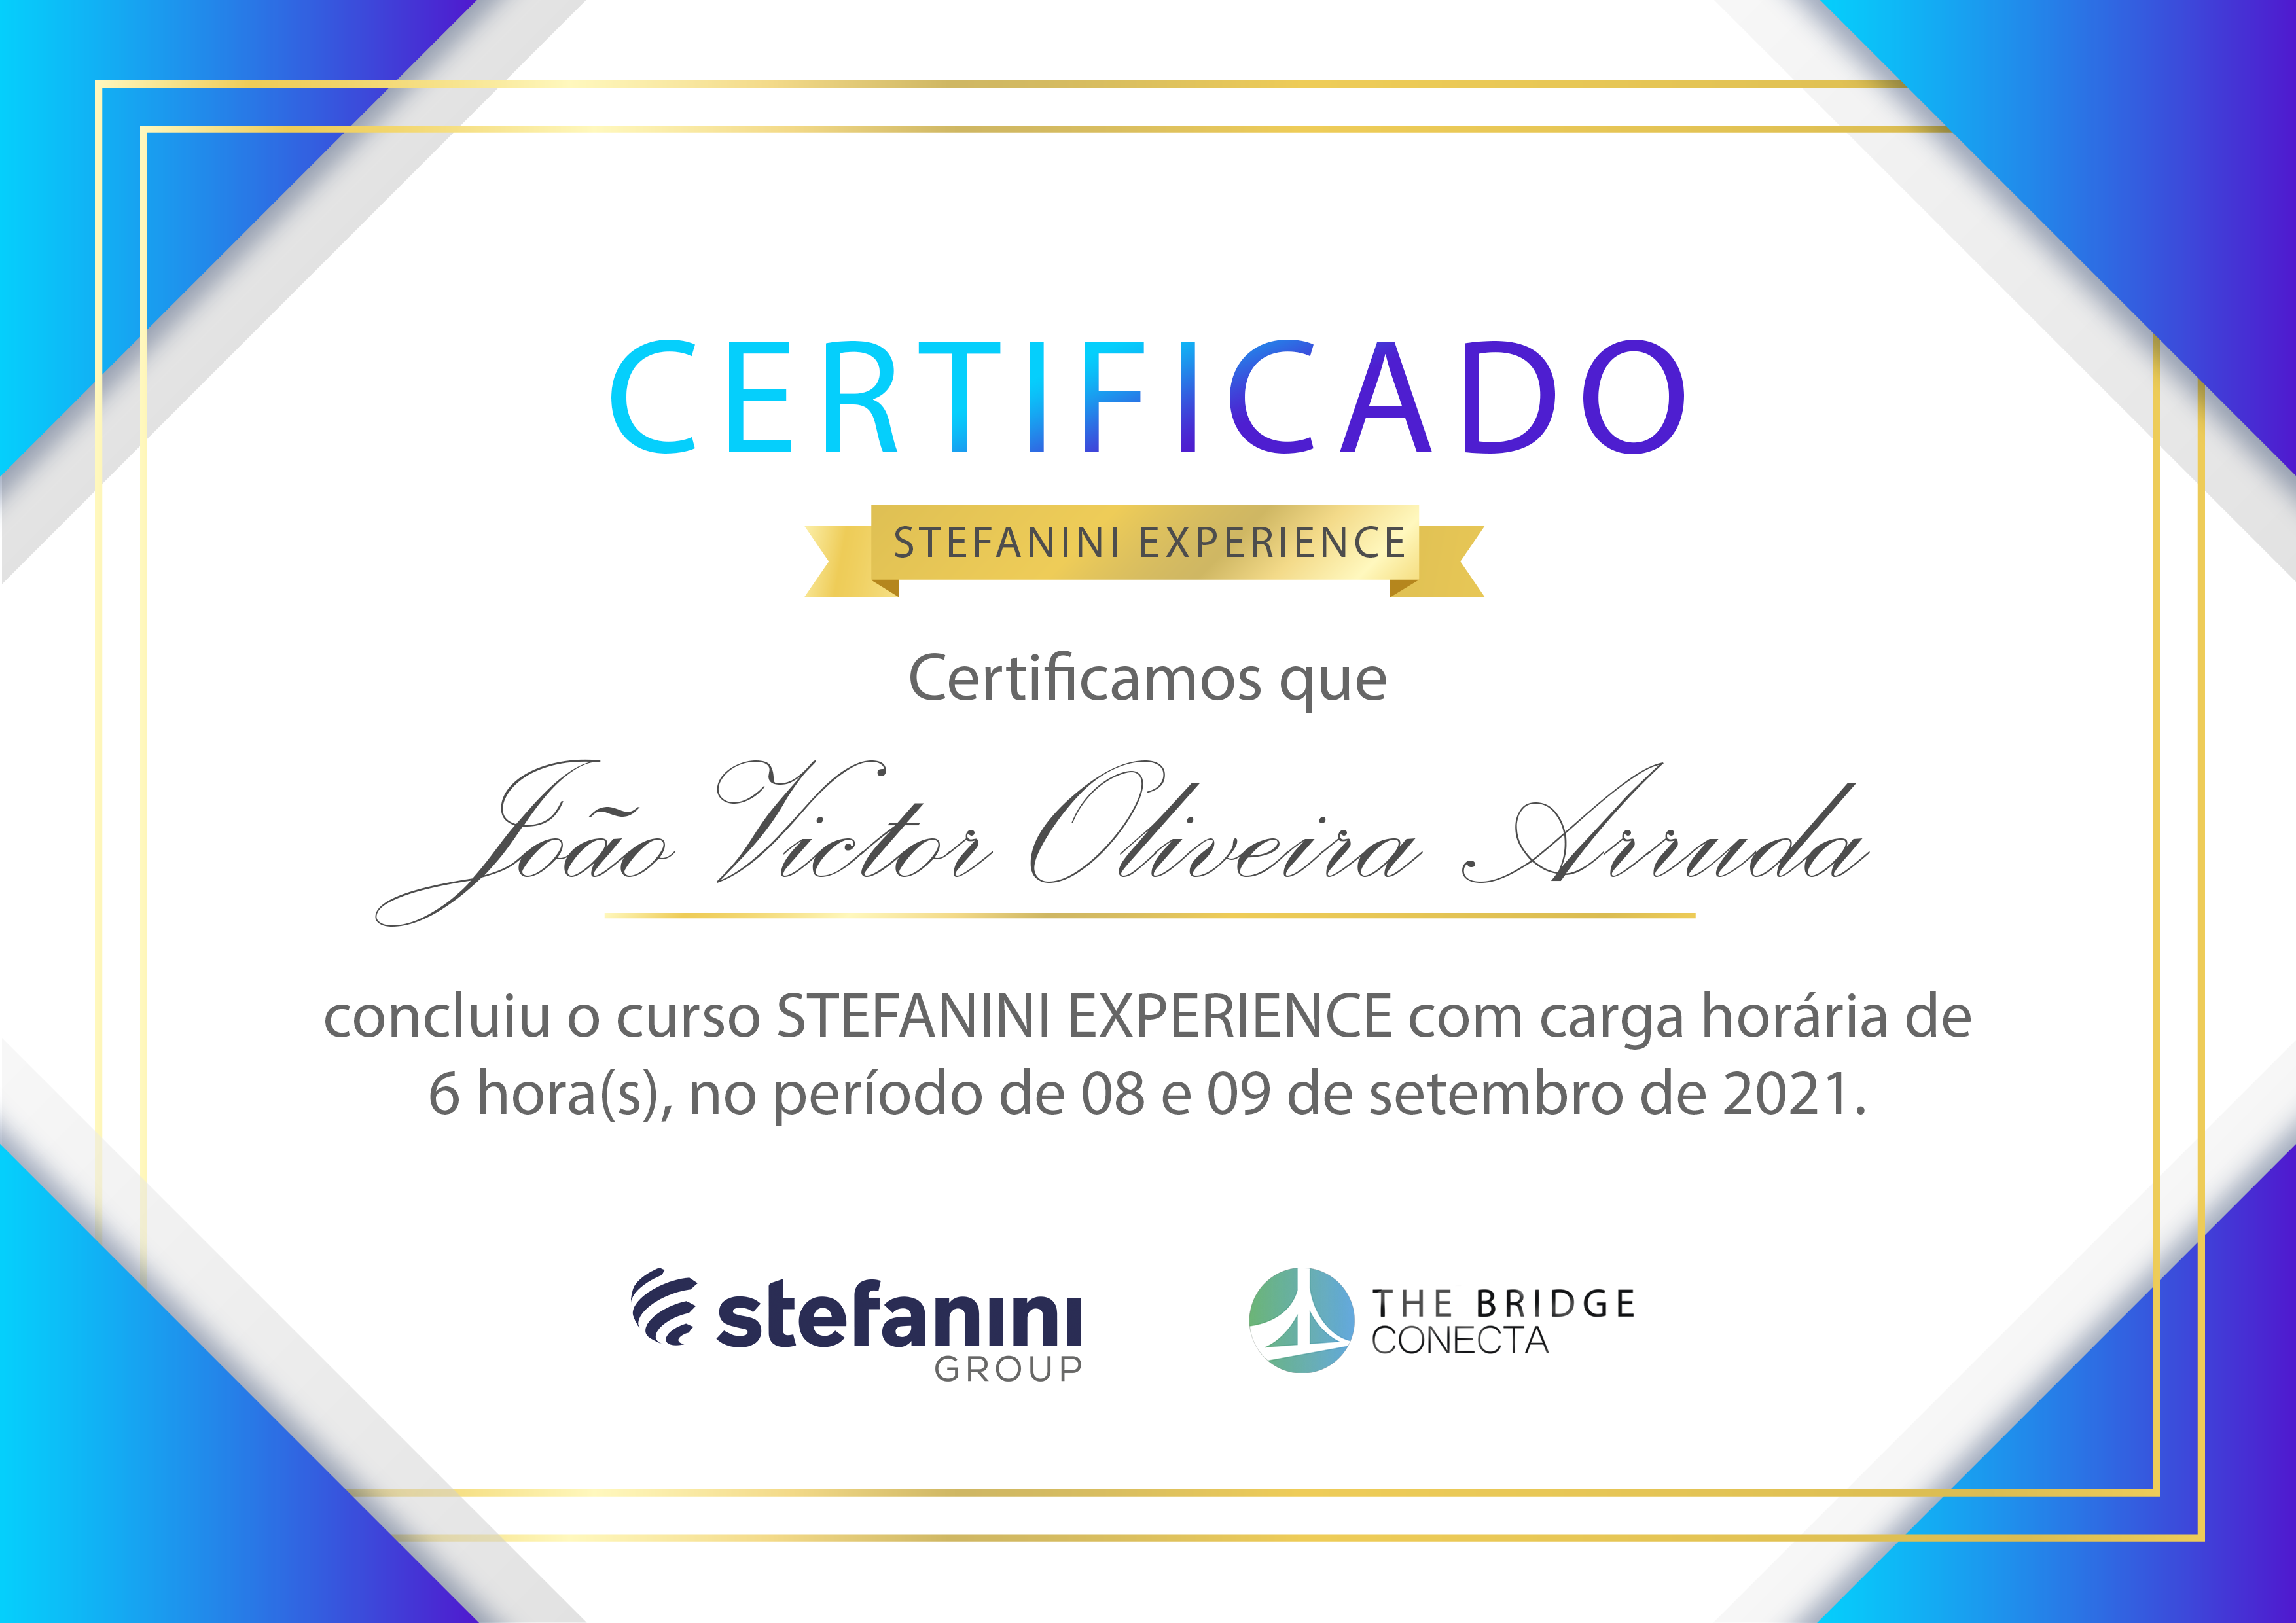 CERTIFICADO
STEFANINI EXPERIENCE
Certificamos que
João Victor Oliveira Arruda
concluiu o curso STEFANINI EXPERIENCE com carga horária de
6 hora(s), no período de 08 e 09 de setembro de 2021.
stefanini
GROUP
THE BRIDGE
CONECTA